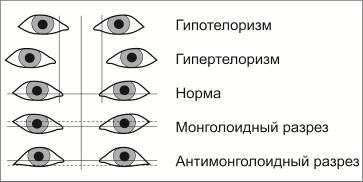 Гипотелоризм
Гипертелоризм
Норма
Монголоидный разрез
Антимонголоидный разрез